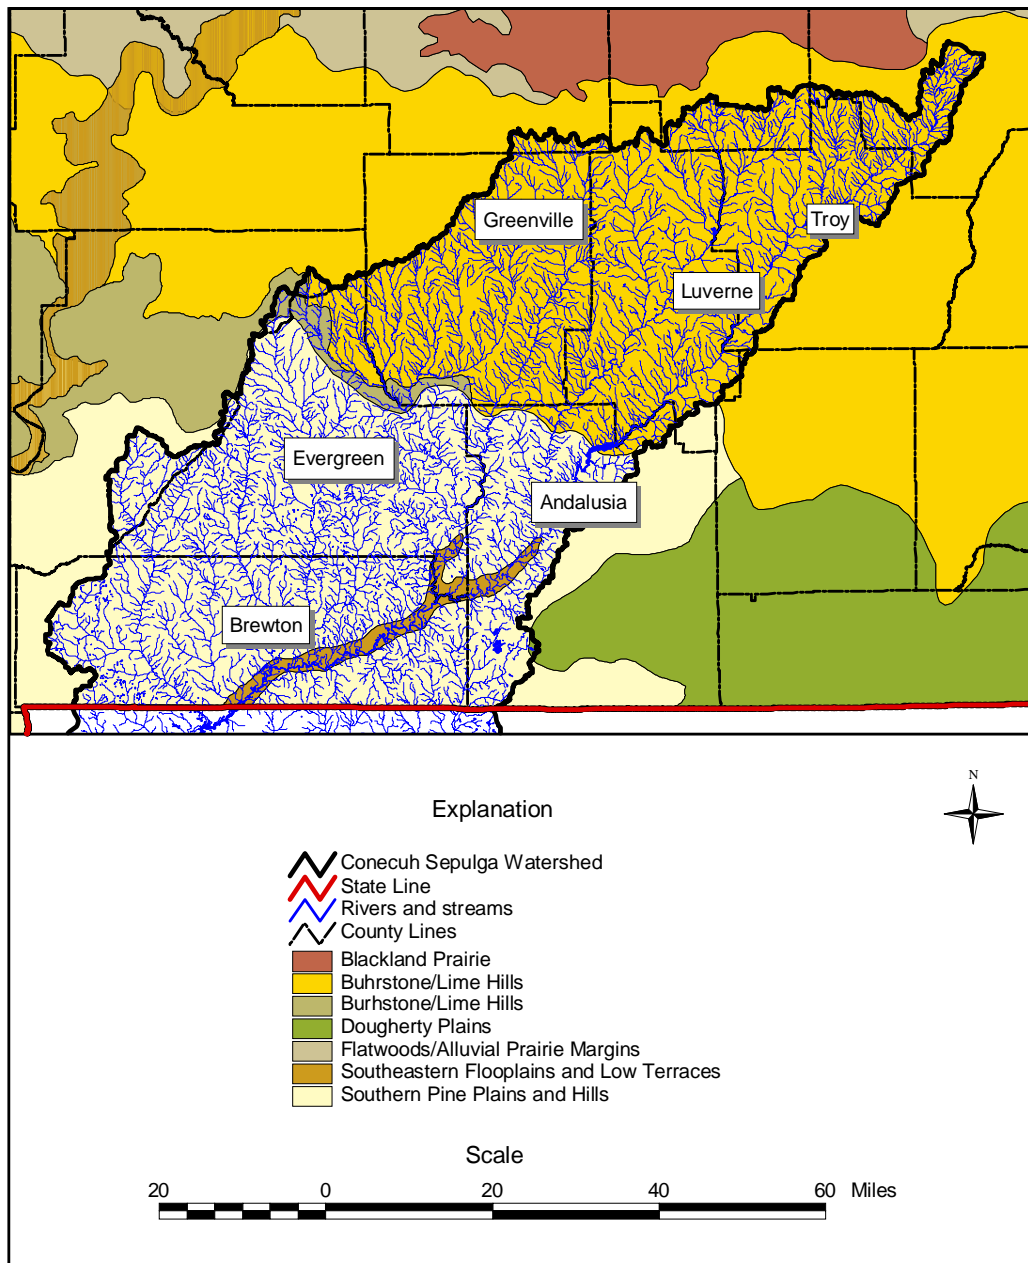 Greenville
Troy
Luverne
Evergreen
Andalusia
Brewton
Explanation
N
Conecuh Sepulga Watershed
State Line
Rivers and streams
County Lines
Blackland Prairie
Buhrstone/Lime Hills
Burhstone/Lime Hills
Dougherty Plains
Flatwoods/Alluvial Prairie Margins
Southeastern Flooplains and Low Terraces
Southern Pine Plains and Hills
Scale
20 0 20 40 60 Miles